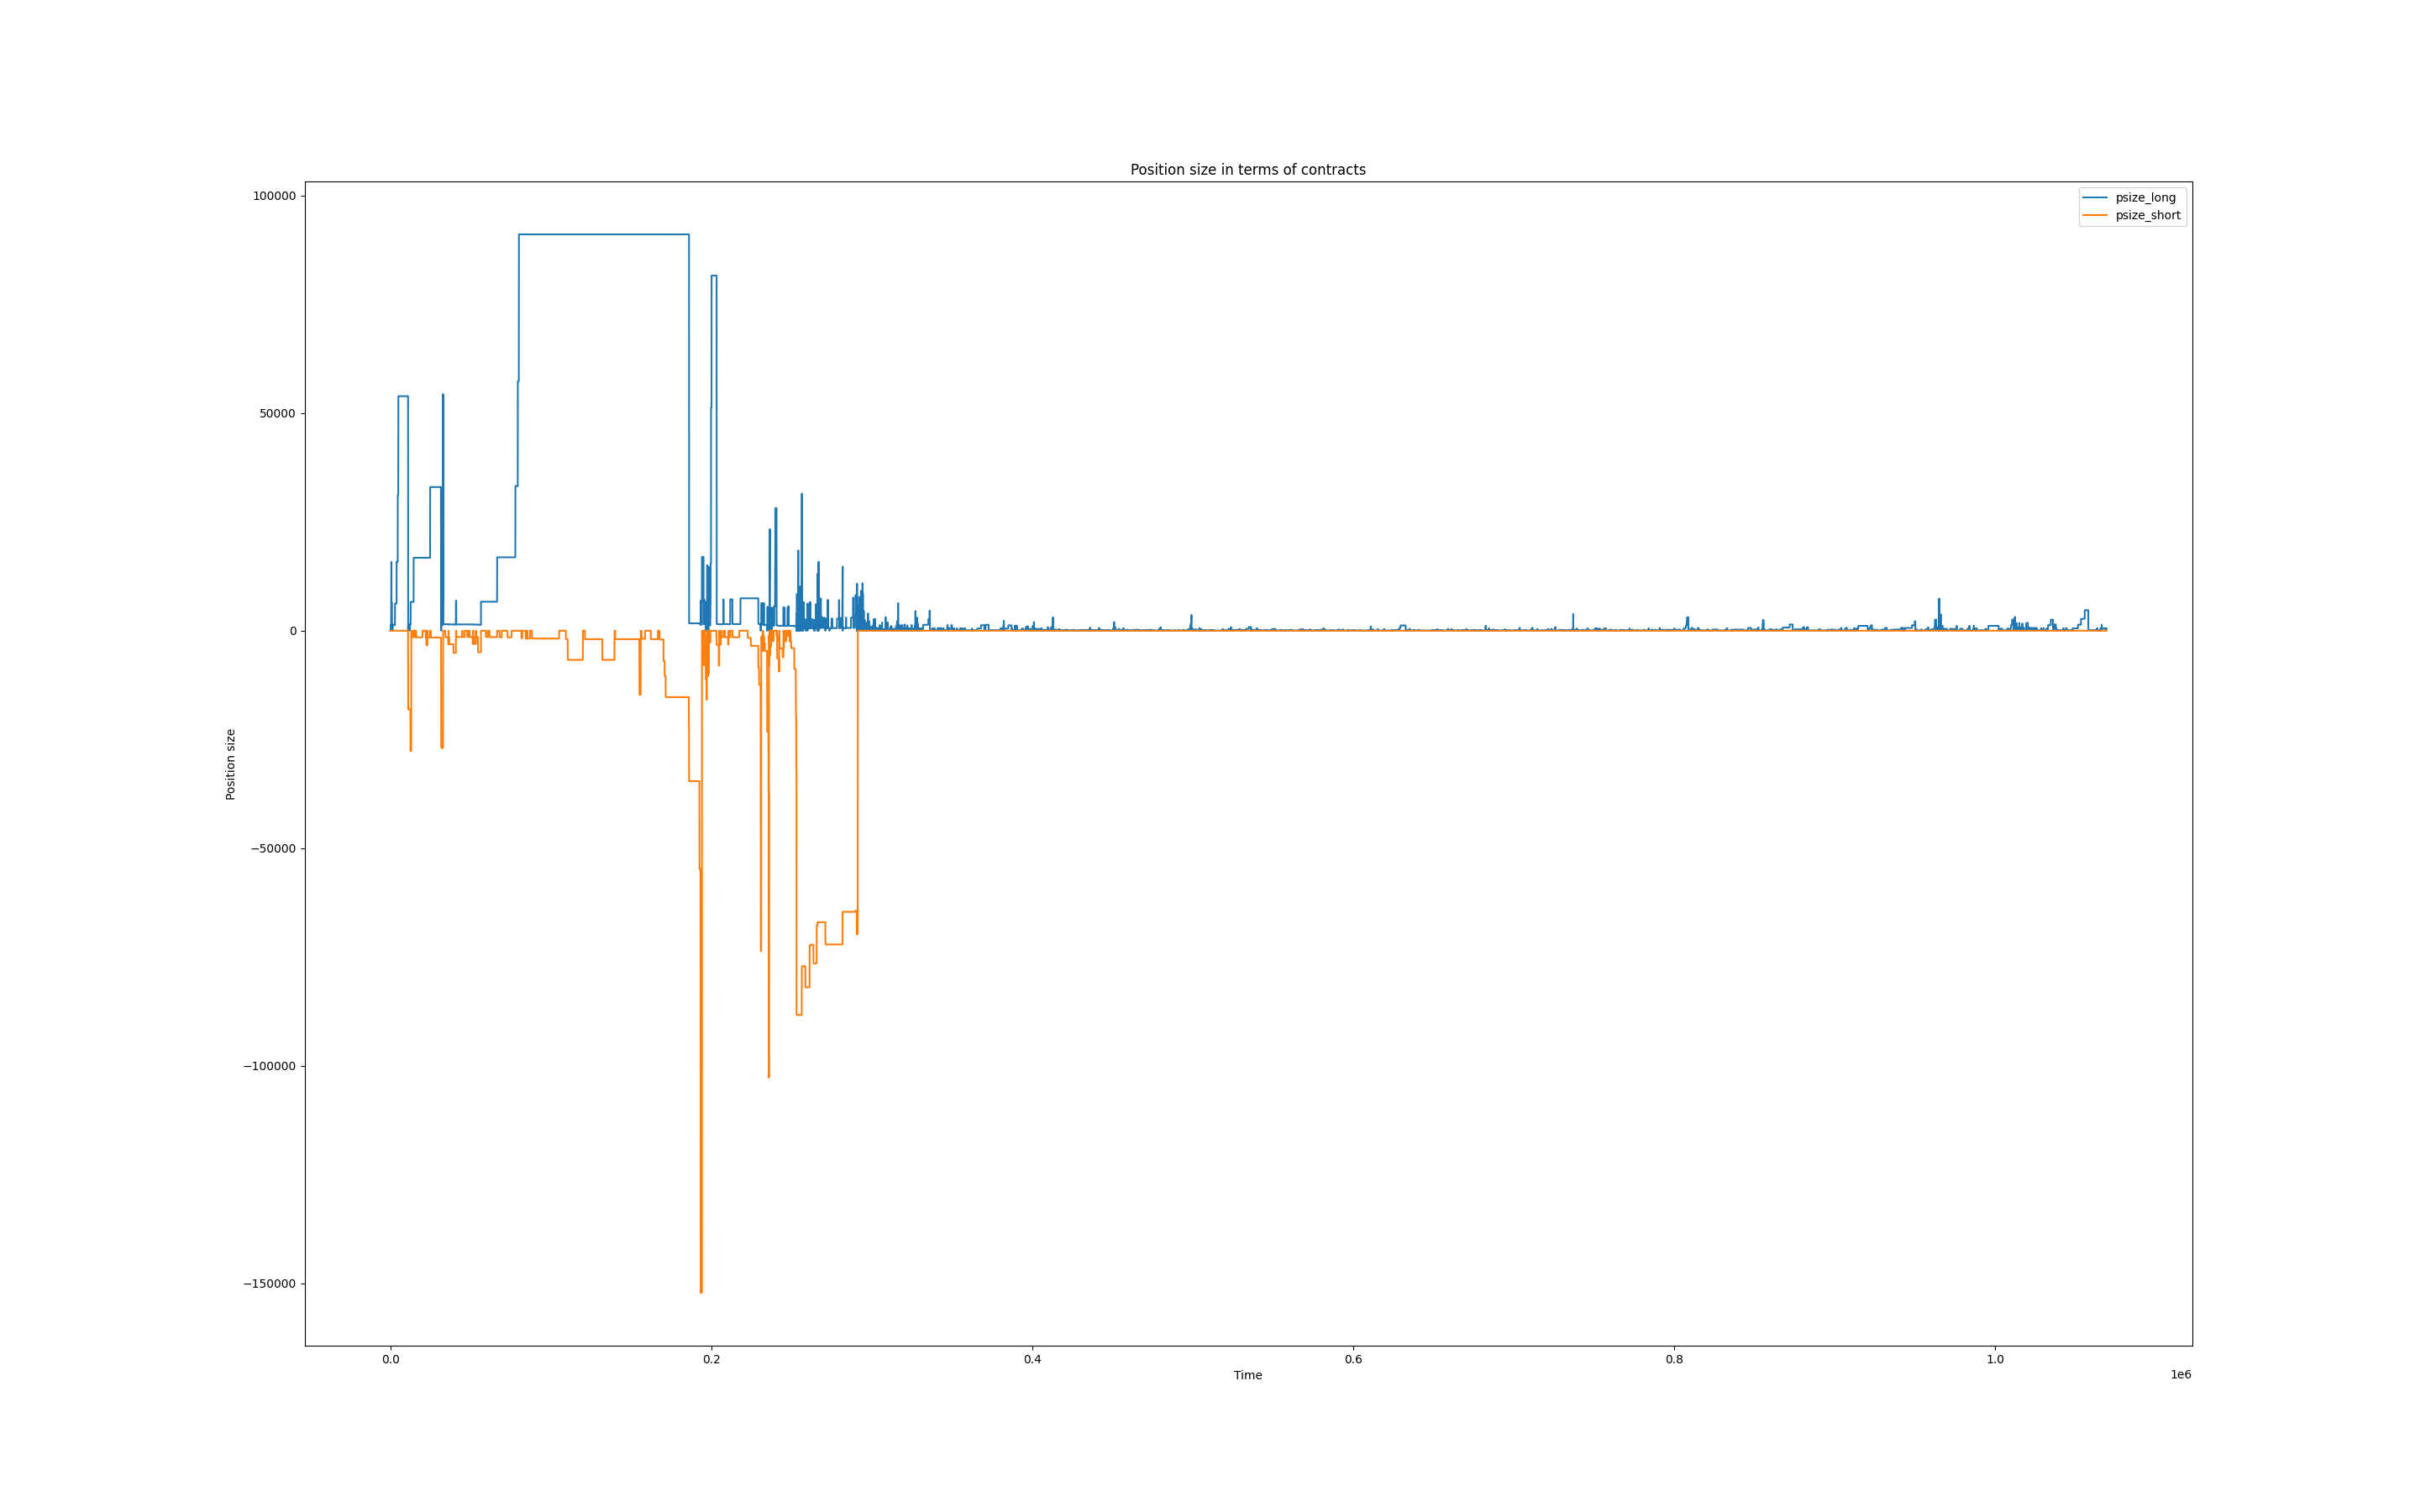 Position size in terms of contracts
psize_long
psize_short
100000
50000
0
−50000
−100000
−150000
Position size
0.0
0.2
0.4
0.6
0.8
1.0
1e6
Time